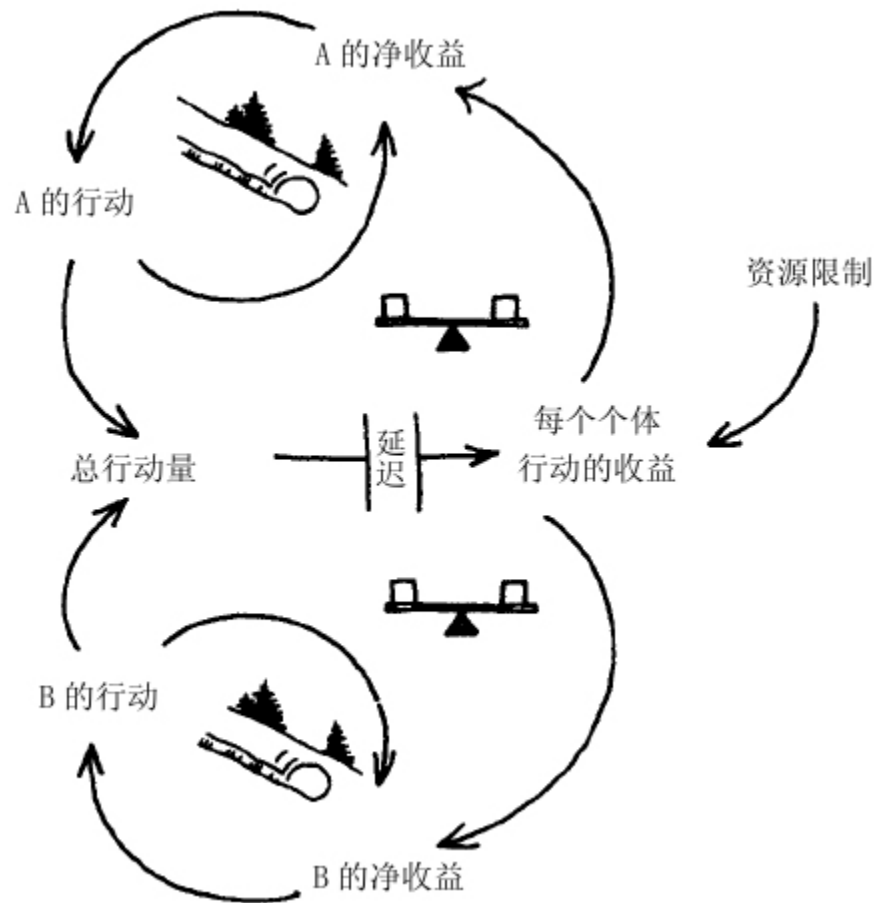 A 的净收益
A 的行动
资源限制
每个个体
行动的收益
延
迟
总行动量
B 的行动
B 的净收益